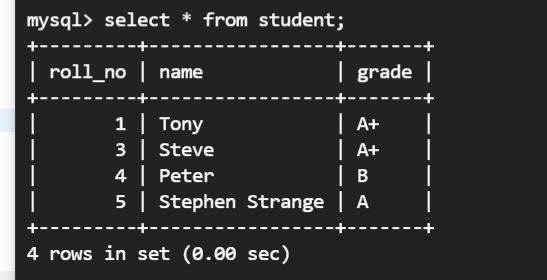 mysql> select * from student;
+---------+-----------------+-------+
| roll_no | name            | grade |
+---------+-----------------+-------+
|       1 | Tony            | A+    |
|       3 | Steve           | A+    |
|       4 | Peter           | B     |
|       5 | Stephen Strange | A     |
+---------+-----------------+-------+
4 rows in set (0.00 sec)